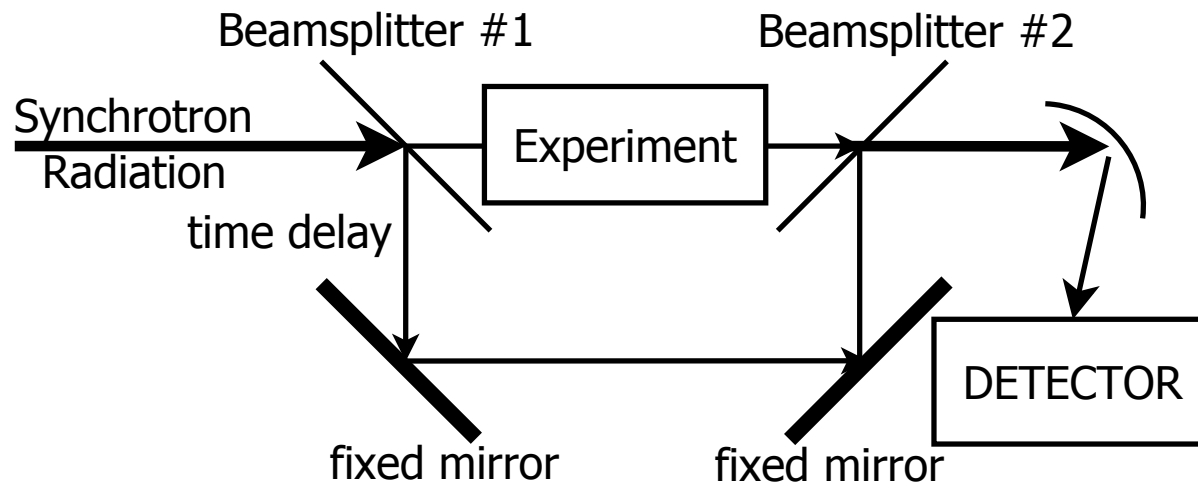 Beamsplitter #1
Beamsplitter #2
Synchrotron
Radiation
Experiment
time delay
DETECTOR
fixed mirror
fixed mirror